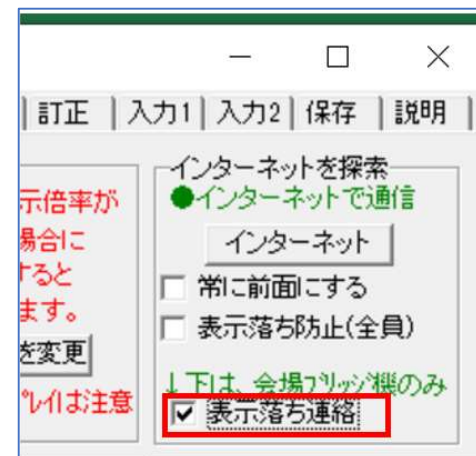 訂正 入力1 入力2 保存 説明
示倍率が
場合に
すると
ます。
を変更
プレイは注意
インターネットを探索
●インターネットで通信
インターネット
常に前面にする
表示落ち防止(全員)
↓下は、会場ブリッジ機のみ
表示落ち連絡